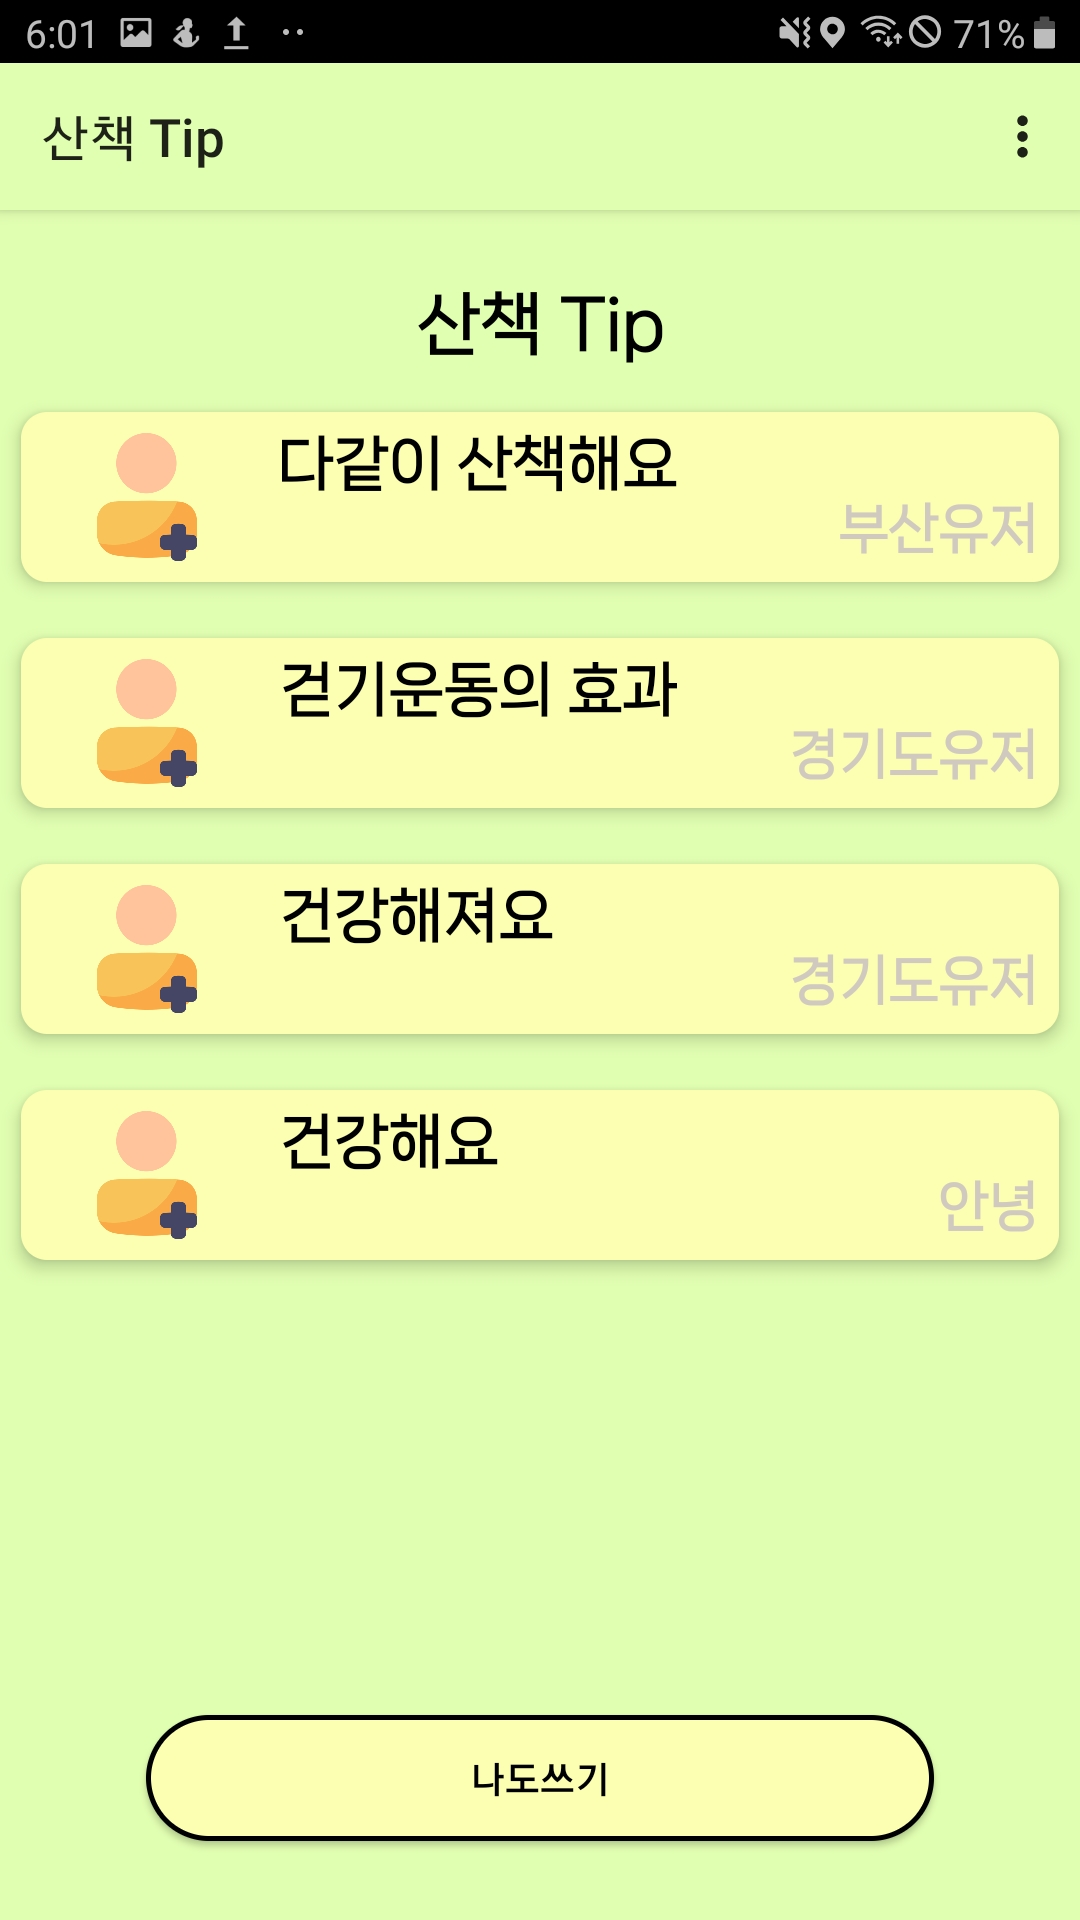 6:01
71%
산책 Tip
산책 Tip
다같이 산책해요
부산유저
걷기운동의 효과
경기도유저
건강해져요
경기도유저
건강해요
안녕
나도쓰기